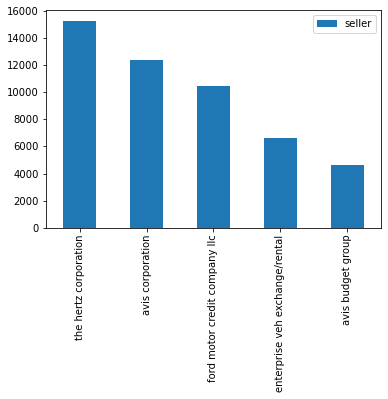 16000
14000
12000
10000
8000
6000
4000
2000
0
seller
the hertz corporation
avis corporation
ford motor credit company llc
enterprise veh exchange/rental
avis budget group